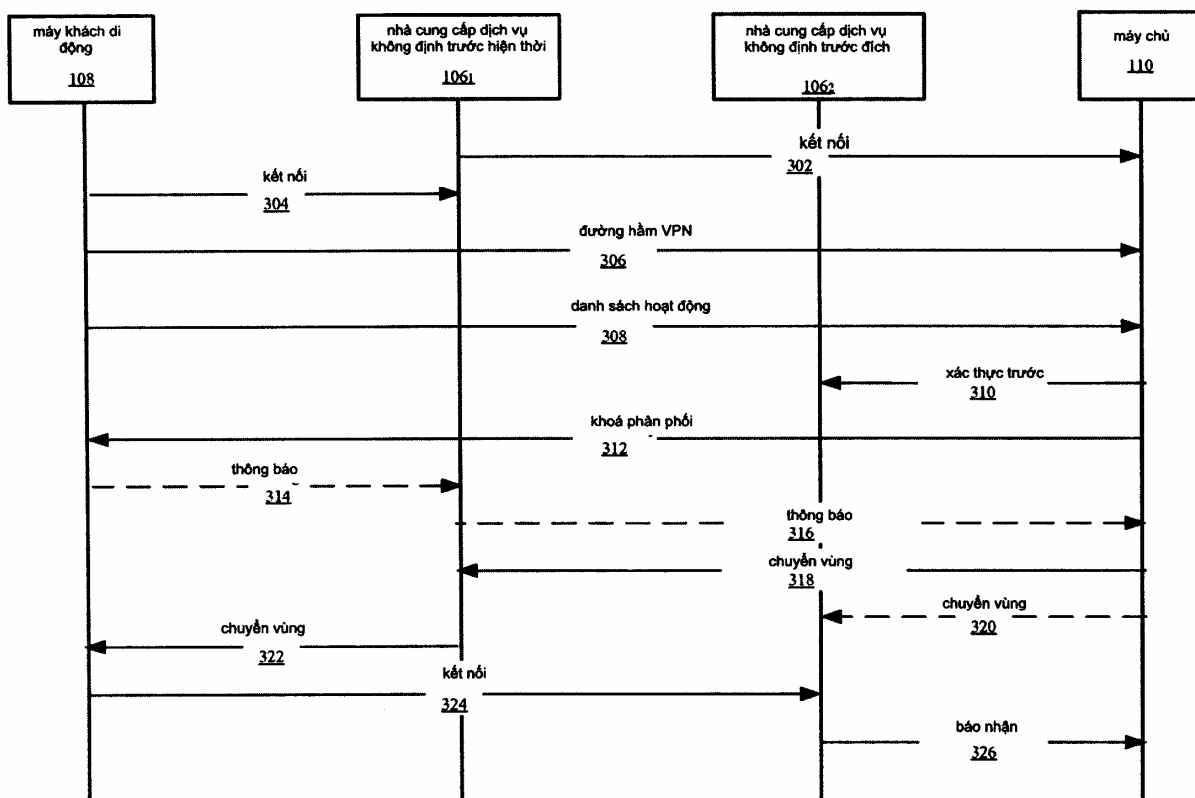 máy khách di
động
108
nhà cung cấp dịch vụ
không định trước hiện thời
1061
nhà cung cấp dịch vụ
không định trước đích
1062
máy chủ
110
kết nối
302
kết nối
304
đường hầm VPN
306
danh sách hoạt động
308
xác thực trước
310
khoá phân phối
312
thông báo
314
thông báo
316
chuyển vùng
318
chuyển vùng
320
chuyển vùng
322
kết nối
324
báo nhận
326